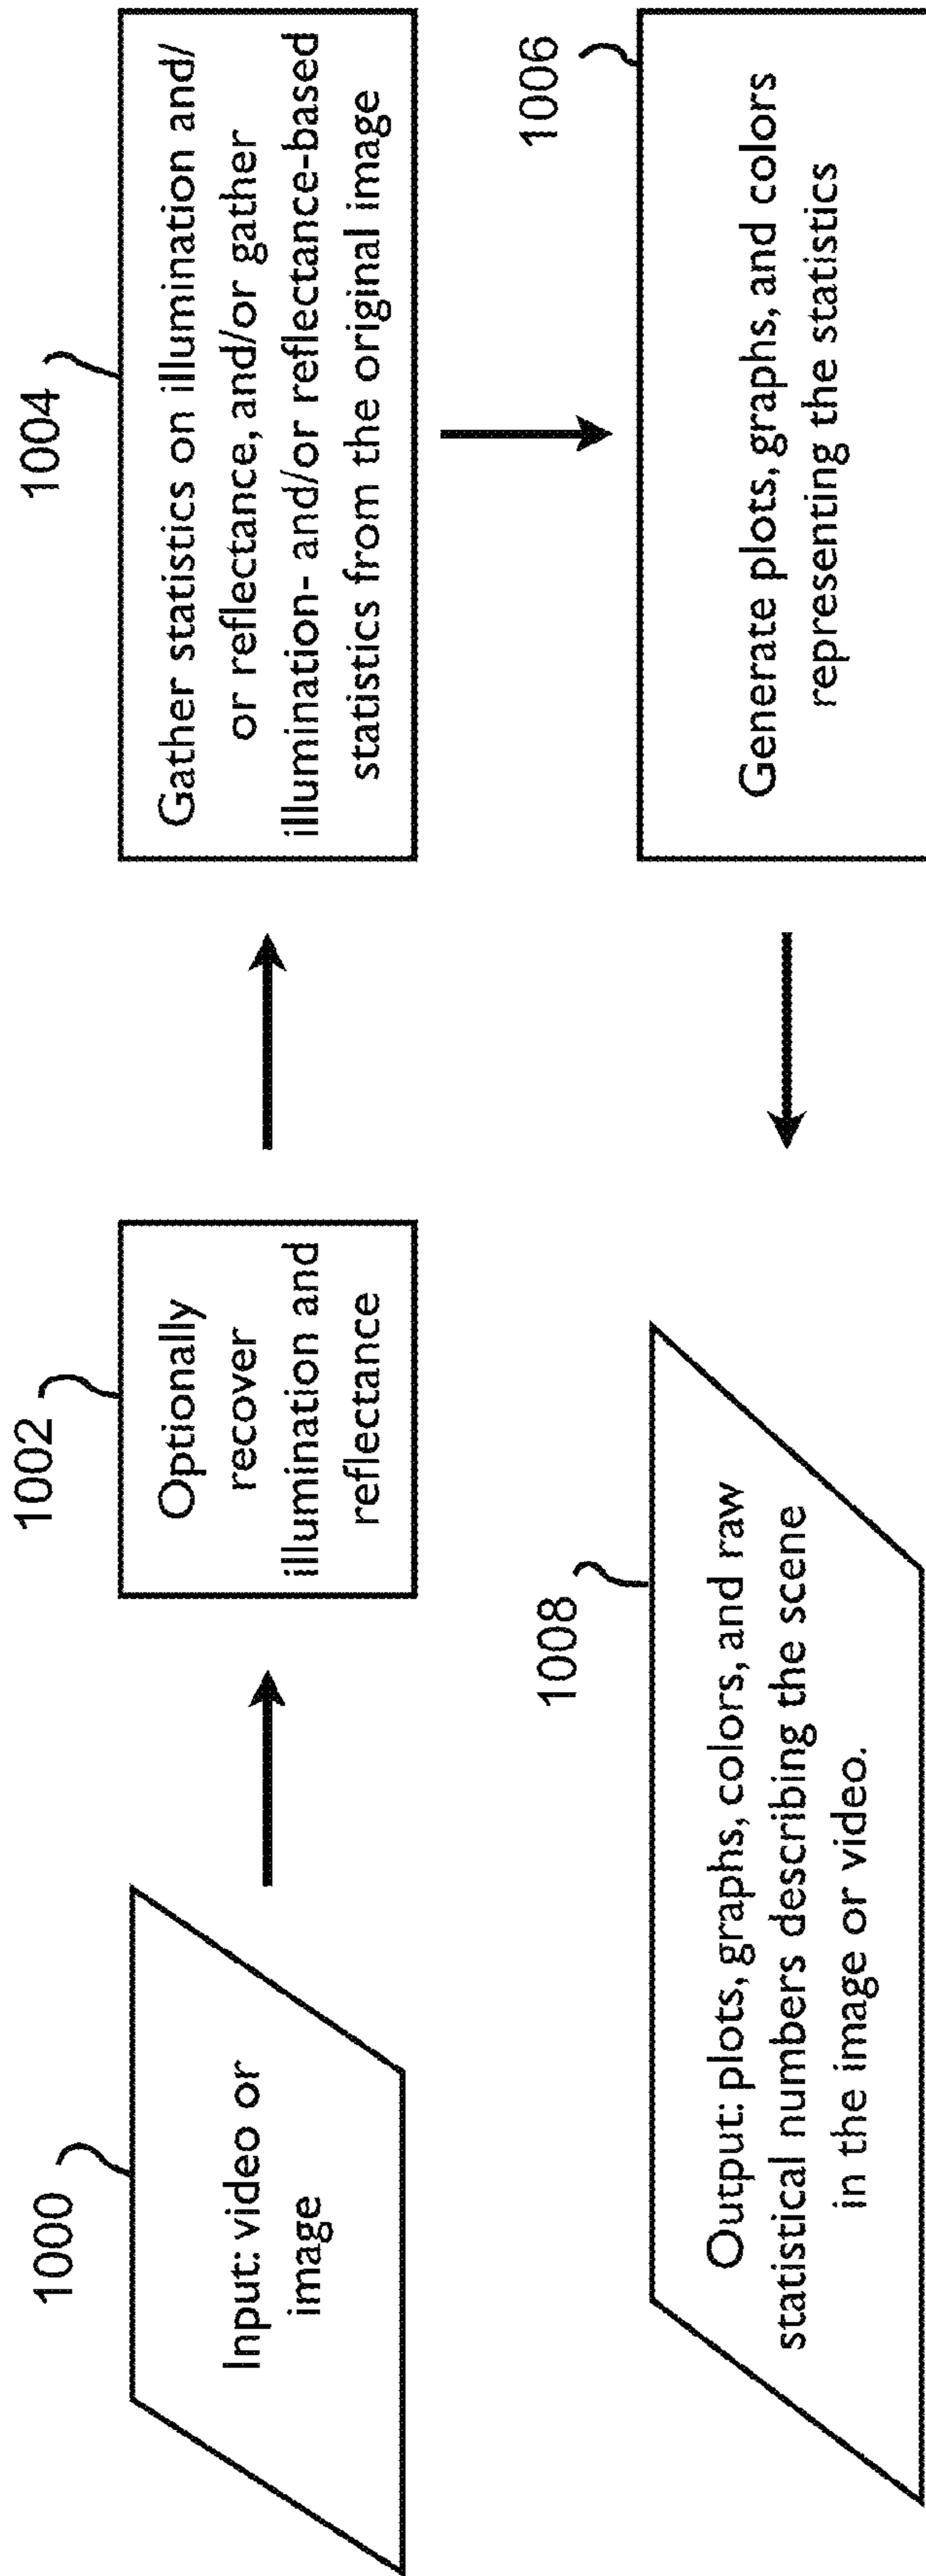 1000
Input: video or
image
1002
Optionally
recover
illumination and
reflectance
1004
Gather statistics on illumination and/
or reflectance, and/or gather
illumination- and/or reflectance-based
statistics from the original image
1006
Generate plots, graphs, and colors
representing the statistics
1008
Output: plots, graphs, colors, and raw
statistical numbers describing the scene
in the image or video.